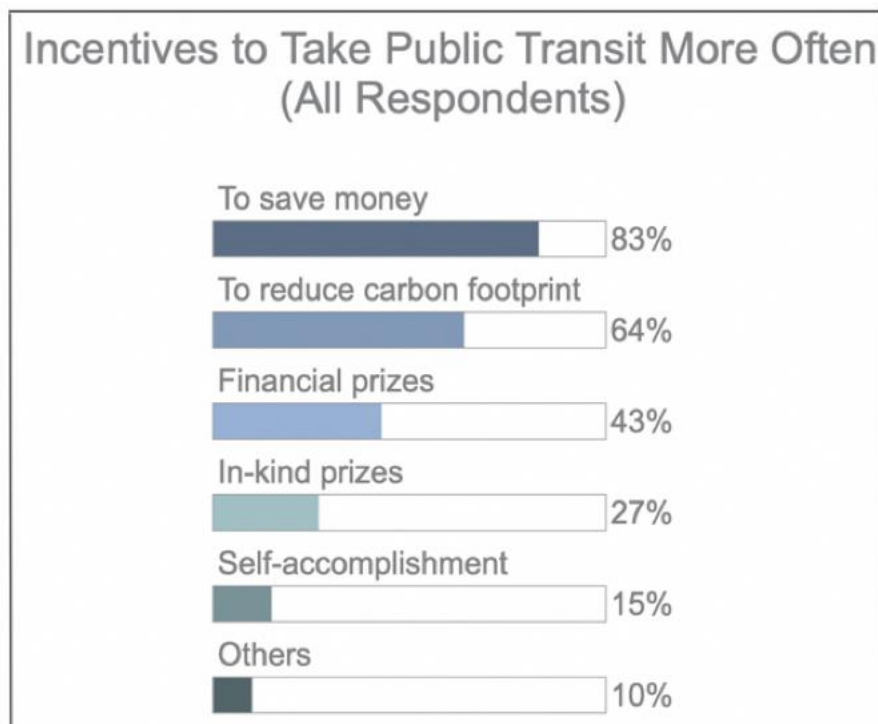 Incentives to Take Public Transit More Often
(All Respondents)
To save money
83%
To reduce carbon footprint
64%
Financial prizes
43%
In-kind prizes
27%
Self-accomplishment
15%
Others
10%